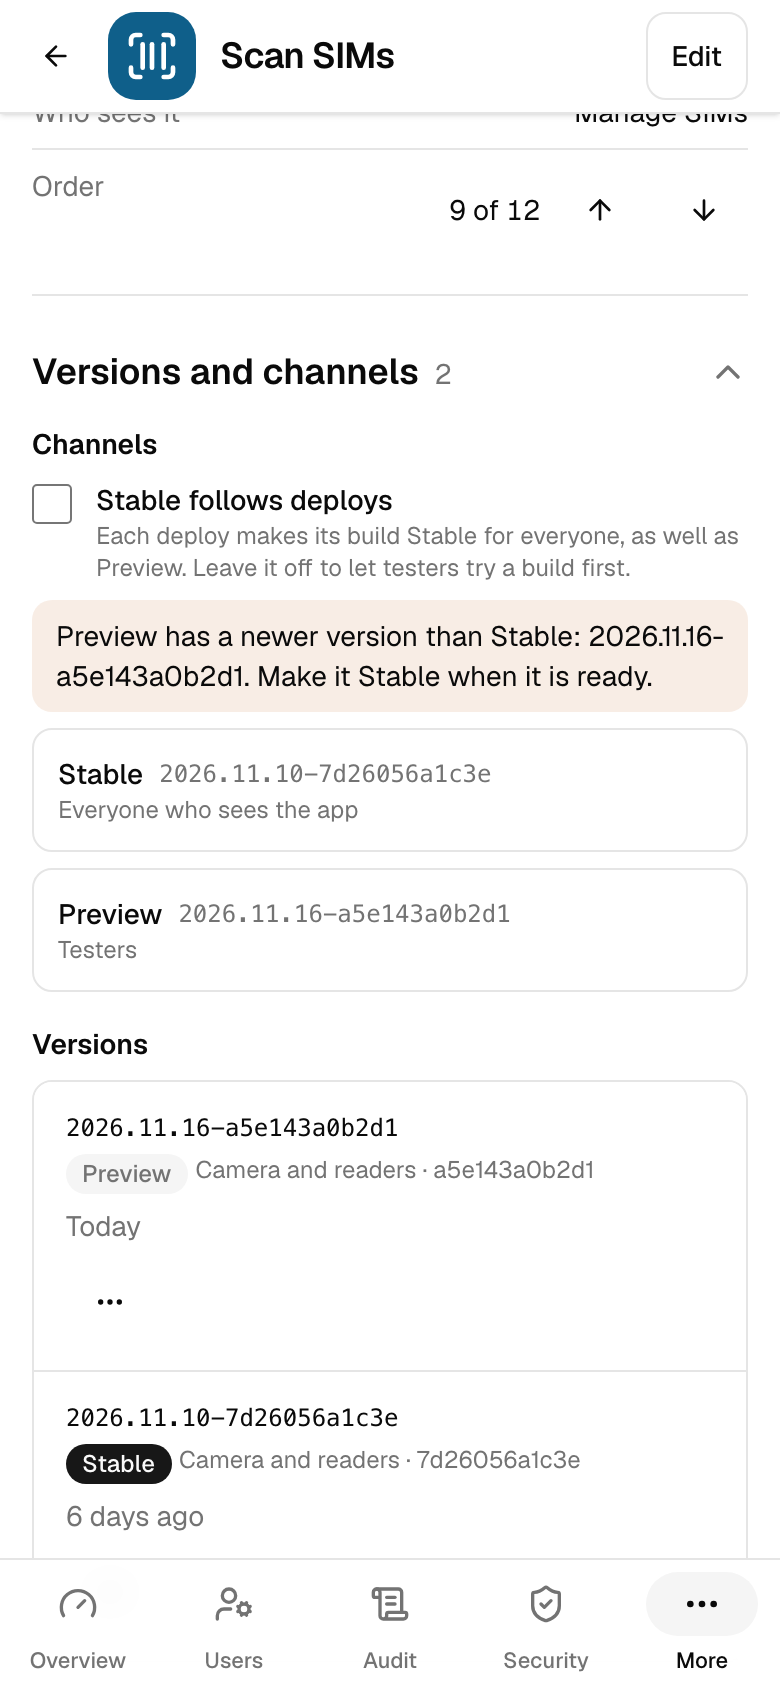 Scan SIMs
Edit
Who sees it
Manage SIMs
Order
9 of 12
Versions and channels 2
Channels
Stable follows deploys
Each deploy makes its build Stable for everyone, as well as
Preview. Leave it off to let testers try a build first.
Preview has a newer version than Stable: 2026.11.16-
a5e143a0b2d1. Make it Stable when it is ready.
Stable 2026.11.10-7d26056a1c3e
Everyone who sees the app
Preview 2026.11.16-a5e143a0b2d1
Testers
Versions
2026.11.16-a5e143a0b2d1
Preview Camera and readers · a5e143a0b2d1
Today
2026.11.10-7d26056a1c3e
Stable Camera and readers · 7d26056a1c3e
6 days ago
Overview
Users
Audit
Security
More